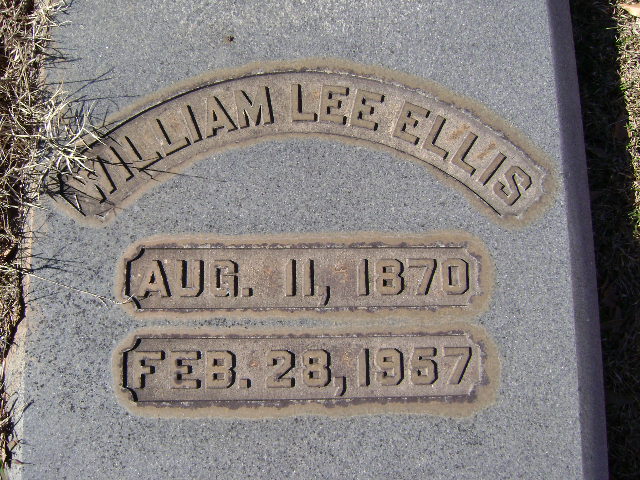 WILLIAM LEE ELLIS
AUG. 11, 1870
FEB. 28, 1957